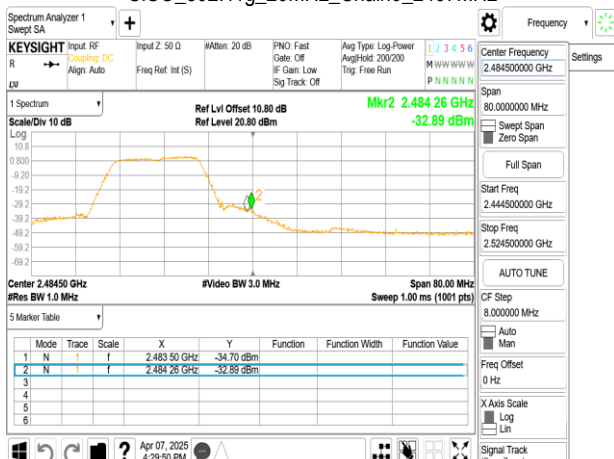 Spectrum Analyzer 1
Swept SA
+
Frequency
KEYSIGHT
R
LXI
Input: RF
Coupling: DC
Align: Auto
Input Z: 50 Ω
Freq Ref: Int (S)
#Atten: 20 dB
PNO: Fast
Gate: Off
IF Gain: Low
Sig Track: Off
Avg Type: Log-Power
Avg|Hold: 200/200
Trig: Free Run
1 2 3 4 5 6
M W W W W W
P N N N N N
Center Frequency
2.484500000 GHz
Settings
1 Spectrum
Scale/Div 10 dB
Log
Ref Lvl Offset 10.80 dB
Ref Level 20.80 dBm
Mkr2 2.484 26 GHz
-32.89 dBm
Span
80.0000000 MHz
Swept Span
Zero Span
Full Span
Start Freq
2.444500000 GHz
Stop Freq
2.524500000 GHz
AUTO TUNE
CF Step
8.000000 MHz
Auto
Man
Freq Offset
0 Hz
X Axis Scale
Log
Lin
Signal Track
10.8
0.800
-9.20
-19.2
-29.2
-39.2
-49.2
-59.2
-69.2
2
Center 2.48450 GHz
#Video BW 3.0 MHz
Span 80.00 MHz
#Res BW 1.0 MHz
Sweep 1.00 ms (1001 pts)
5 Marker Table
Mode Trace Scale X Y Function Function Width Function Value
1 N 1 f 2.483 50 GHz -34.70 dBm
2 N 1 f 2.484 26 GHz -32.89 dBm
3
4
5
6
?
Apr 07, 2025
4:29:50 PM